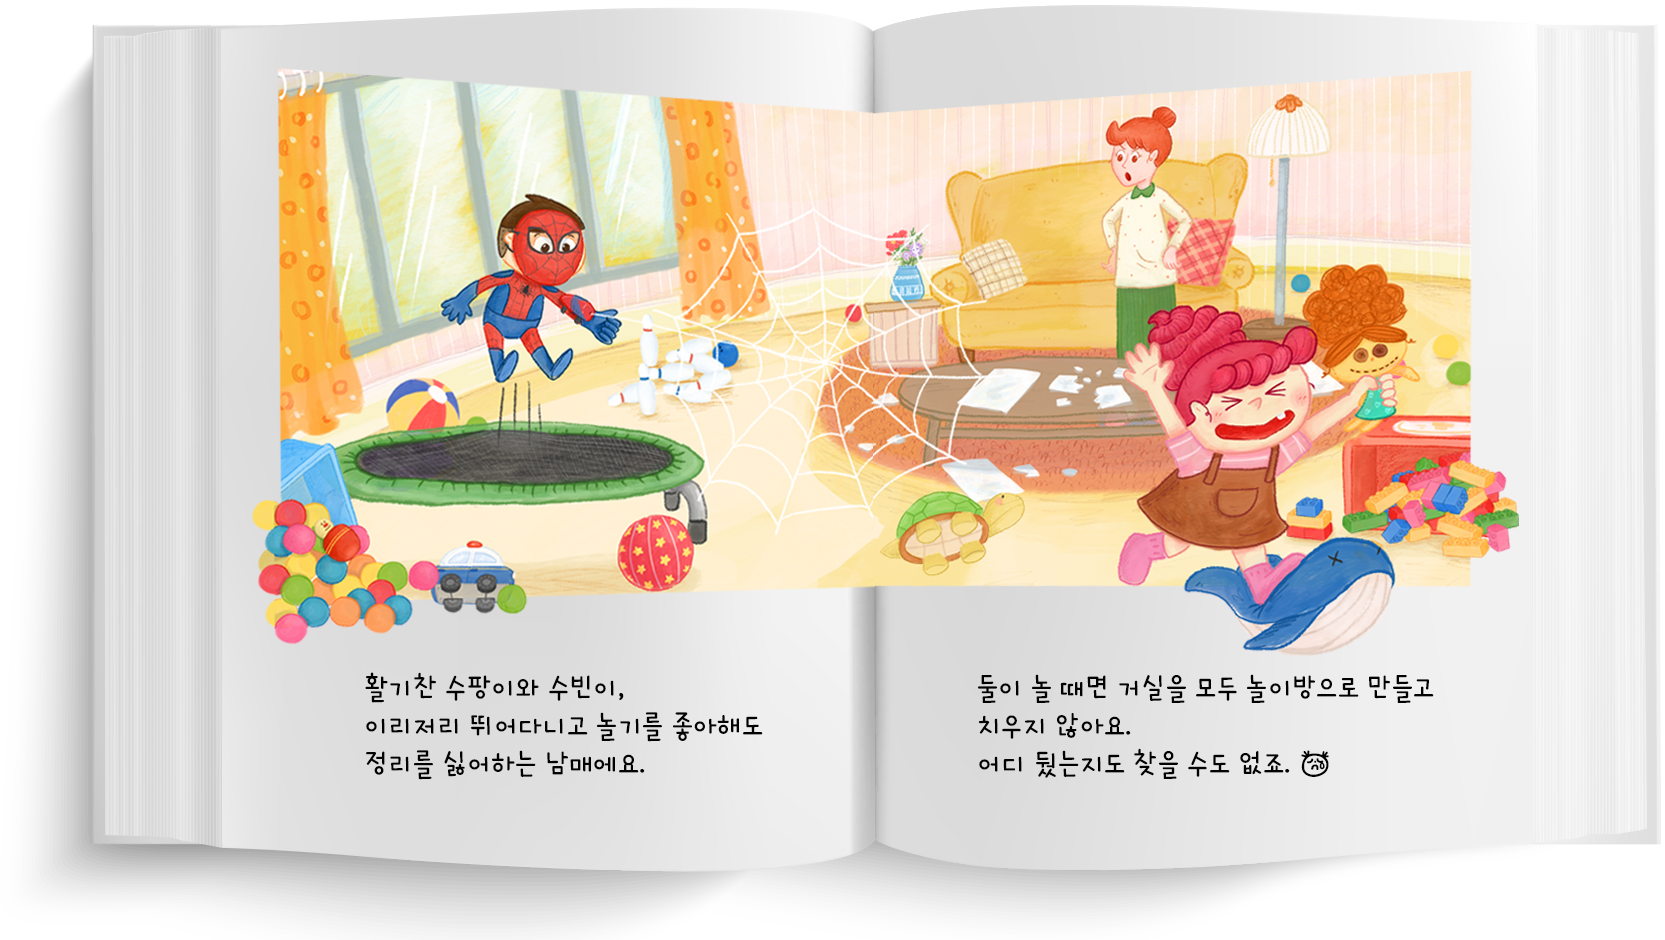 활기찬 수팡이와 수빈이,
이리저리 뛰어다니고 놀기를 좋아해도
정리를 싫어하는 남매에요.
둘이 놀 때면 거실을 모두 놀이방으로 만들고
치우지 않아요.
어디 뒀는지도 찾을 수도 없죠.